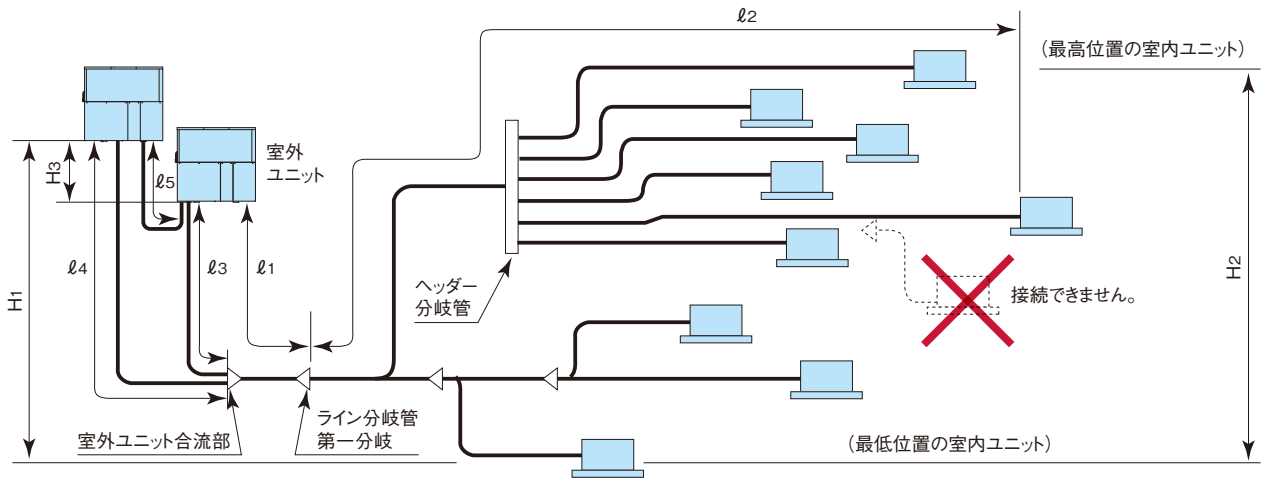 ℓ2
(最高位置の室内ユニット)
室外
ユニット
H3
ℓ5
ℓ4
ℓ3
ℓ1
H1
H2
ヘッダー
分岐管
接続できません。
ライン分岐管
第一分岐
室外ユニット合流部
(最低位置の室内ユニット)